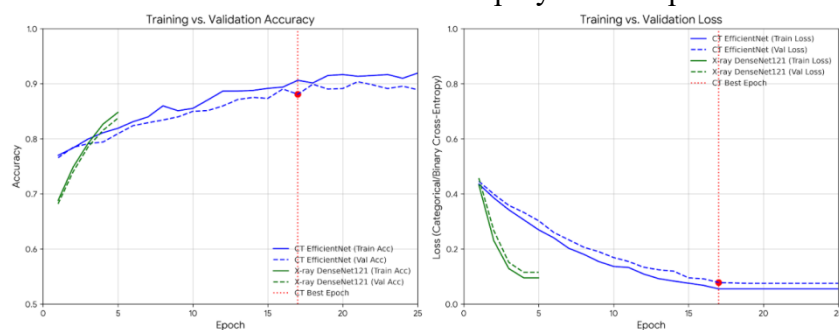 Training vs. Validation Accuracy
1.0
0.9
0.8
0.7
0.6
0.5
Accuracy
0
5
10
15
20
25
Epoch
CT EfficientNet (Train Acc)
CT EfficientNet (Val Acc)
X-ray DenseNet121 (Train Acc)
X-ray DenseNet121 (Val Acc)
CT Best Epoch
Training vs. Validation Loss
1.0
0.8
0.6
0.4
0.2
0.0
Loss (Categorical/Binary Cross-Entropy)
0
5
10
15
20
25
Epoch
CT EfficientNet (Train Loss)
CT EfficientNet (Val Loss)
X-ray DenseNet121 (Train Loss)
X-ray DenseNet121 (Val Loss)
CT Best Epoch